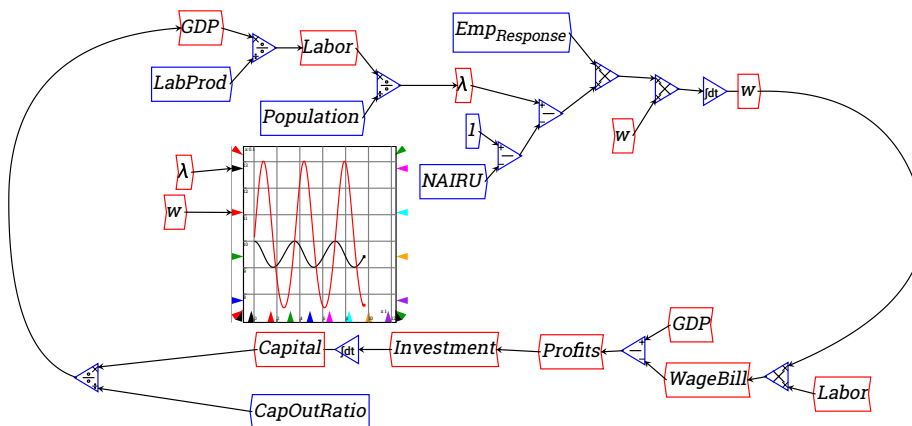 GDP
Labor
LabProd
Population
Emp_Response
λ
1
NAIRU
w
∫dt
w
λ
w
GDP
Profits
WageBill
Labor
Investment
∫dt
Capital
CapOutRatio